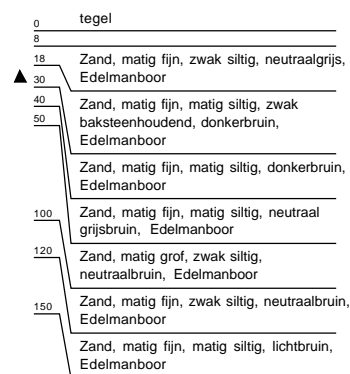 0 tegel
8
18 Zand, matig fijn, zwak siltig, neutraalgrijs,
Edelmanboor
30 Zand, matig fijn, matig siltig, zwak
40 baksteenhoudend, donkerbruin,
50 Edelmanboor
Zand, matig fijn, matig siltig, donkerbruin,
Edelmanboor
100 Zand, matig fijn, matig siltig, neutraal
grijsbruin, Edelmanboor
120 Zand, matig grof, zwak siltig,
neutraalbruin, Edelmanboor
150 Zand, matig fijn, zwak siltig, neutraalbruin,
Edelmanboor
Zand, matig fijn, matig siltig, lichtbruin,
Edelmanboor